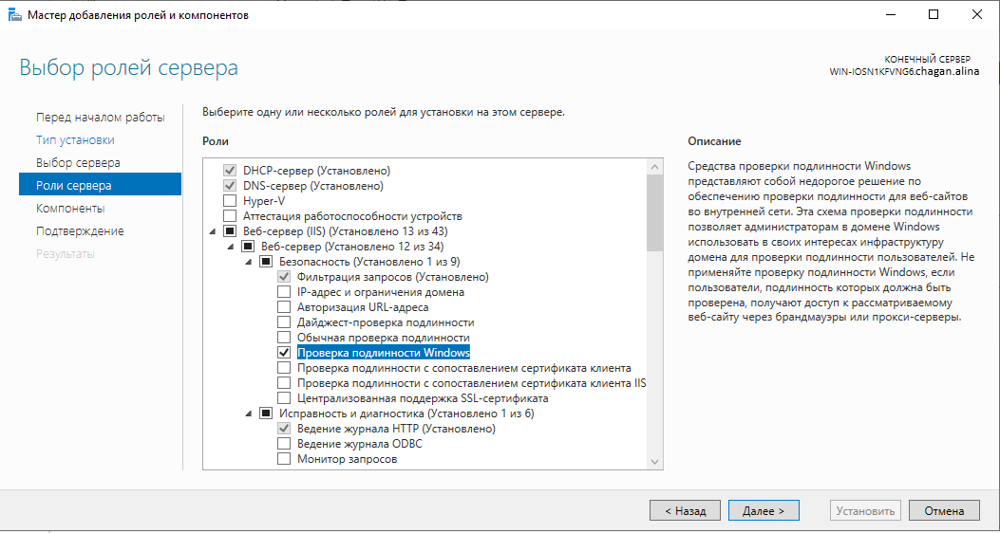 Мастер добавления ролей и компонентов
Выбор ролей сервера
КОНЕЧНЫЙ СЕРВЕР
WIN-IOSN1KFVNG6.chagan.alina
Перед началом работы
Тип установки
Выбор сервера
Роли сервера
Компоненты
Подтверждение
Результаты
Выберите одну или несколько ролей для установки на этом сервере.
Роли
DHCP-сервер (Установлено)
DNS-сервер (Установлено)
Hyper-V
Аттестация работоспособности устройств
Веб-сервер (IIS) (Установлено 13 из 43)
Веб-сервер (Установлено 12 из 34)
Безопасность (Установлено 1 из 9)
Фильтрация запросов (Установлено)
IP-адрес и ограничения домена
Авторизация URL-адреса
Дайджест-проверка подлинности
Обычная проверка подлинности
Проверка подлинности Windows
Проверка подлинности с сопоставлением сертификата клиента
Проверка подлинности с сопоставлением сертификата клиента IIS
Централизованная поддержка SSL-сертификата
Исправность и диагностика (Установлено 1 из 6)
Ведение журнала HTTP (Установлено)
Ведение журнала ODBC
Монитор запросов
Описание
Средства проверки подлинности Windows
представляют собой недорогое решение по
обеспечению проверки подлинности для веб-сайтов
во внутренней сети. Эта схема проверки подлинности
позволяет администраторам в домене Windows
использовать в своих интересах инфраструктуру
домена для проверки подлинности пользователей. Не
применяйте проверку подлинности Windows, если
пользователи, подлинность которых должна быть
проверена, получают доступ к рассматриваемому
веб-сайту через брандмауэры или прокси-серверы.
< Назад
Далее >
Установить
Отмена